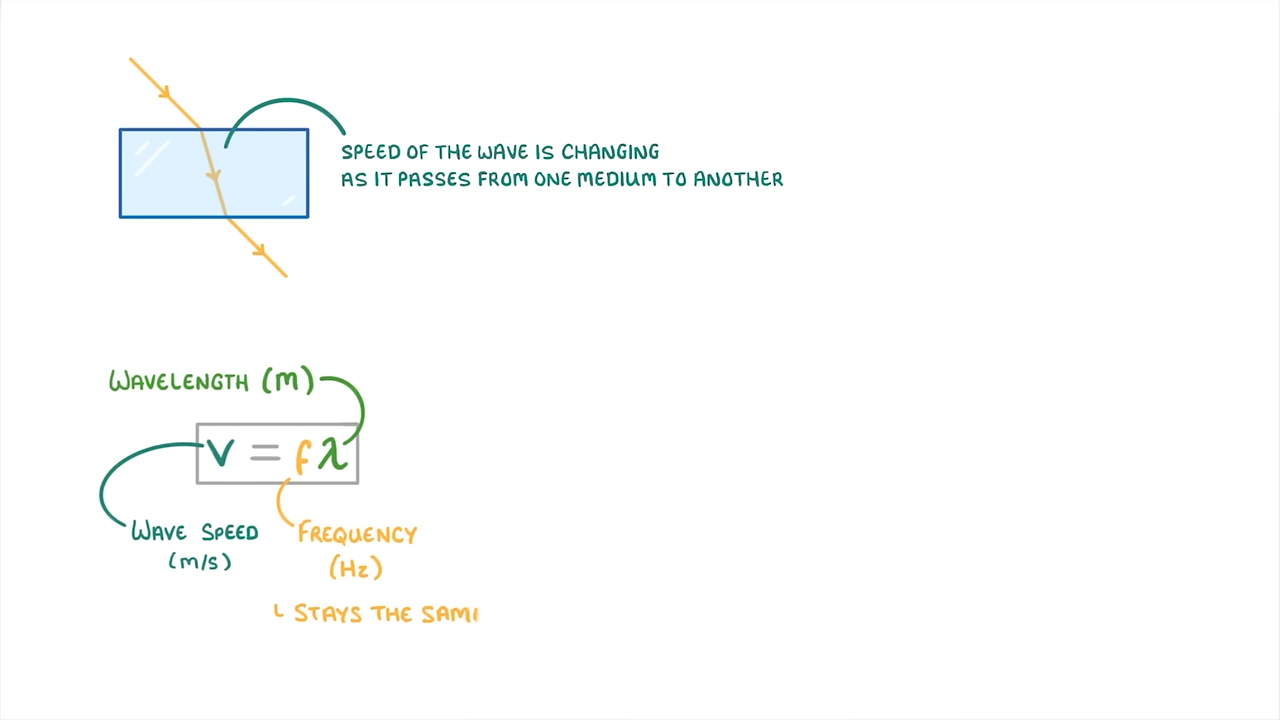 SPEED OF THE WAVE IS CHANGING
AS IT PASSES FROM ONE MEDIUM TO ANOTHER
WAVELENGTH (m)
v = fλ
WAVE SPEED
(m/s)
FREQUENCY
(Hz)
STAYS THE